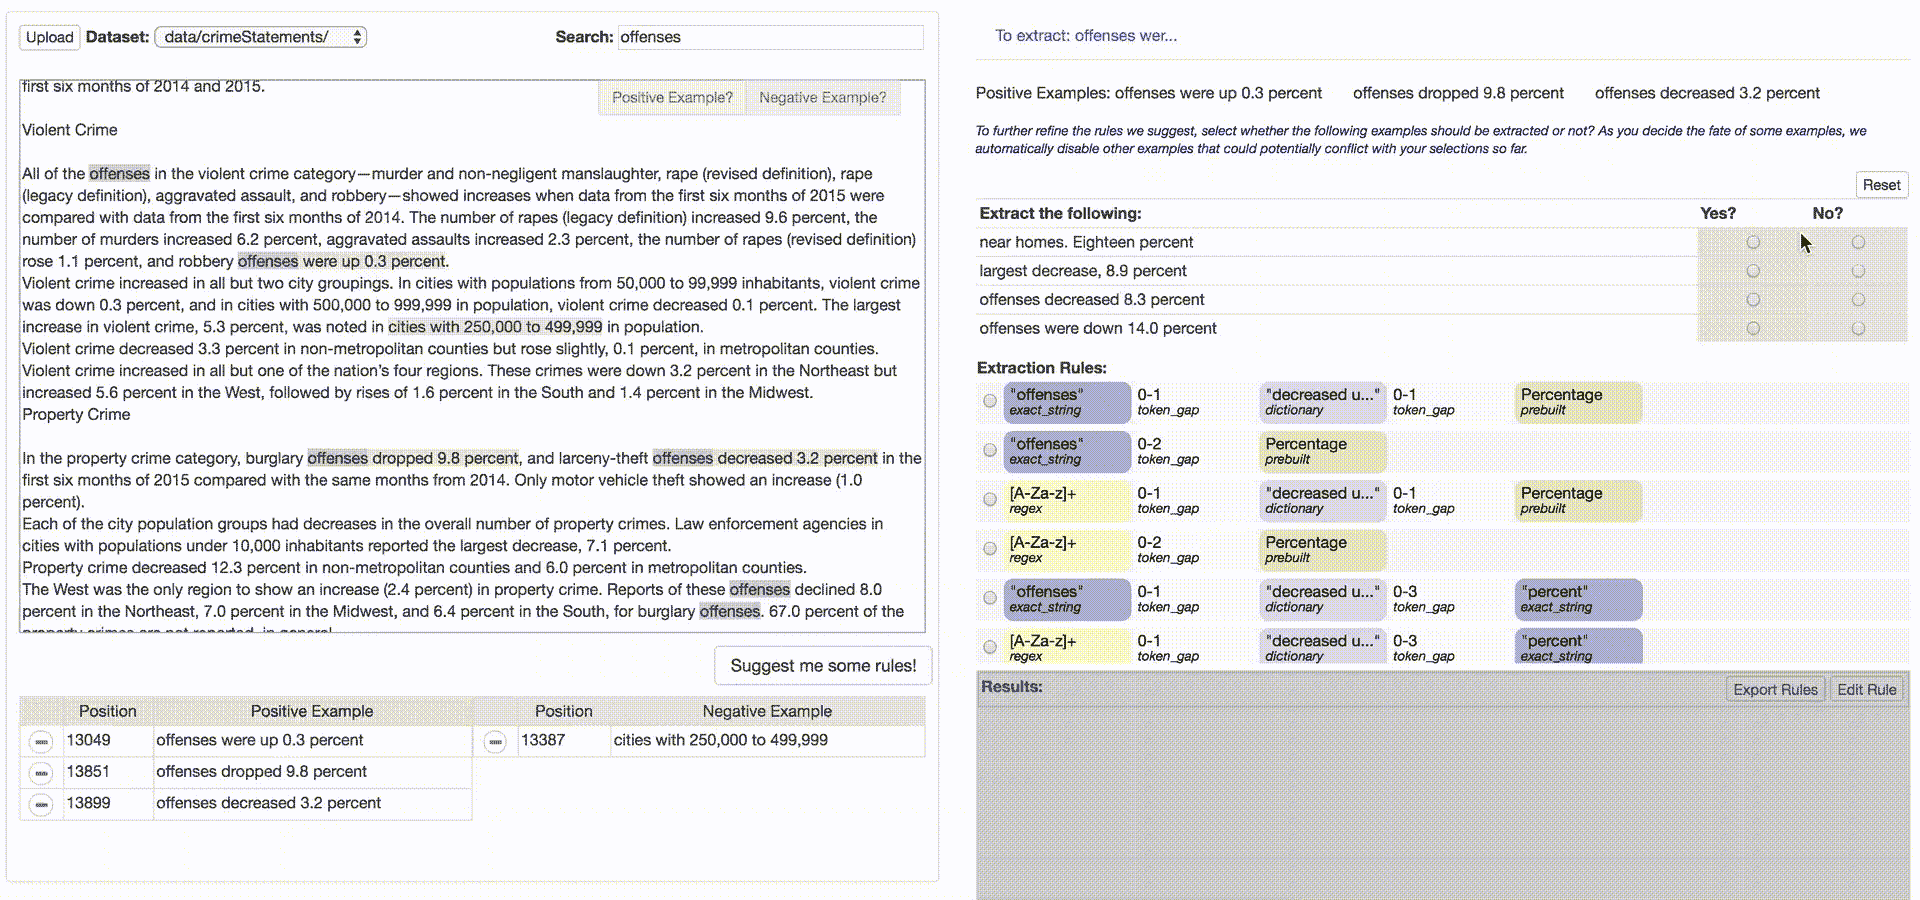 Upload Dataset: data/crimeStatements/ Search: offenses
first six months of 2014 and 2015.
Positive Example? Negative Example?
Violent Crime
All of the offenses in the violent crime category—murder and non-negligent manslaughter, rape (revised definition), rape
(legacy definition), aggravated assault, and robbery—showed increases when data from the first six months of 2015 were
compared with data from the first six months of 2014. The number of rapes (legacy definition) increased 9.6 percent, the
number of murders increased 6.2 percent, aggravated assaults increased 2.3 percent, the number of rapes (revised definition)
rose 1.1 percent, and robbery offenses were up 0.3 percent.
Violent crime increased in all but two city groupings. In cities with populations from 50,000 to 99,999 inhabitants, violent crime
was down 0.3 percent, and in cities with 500,000 to 999,999 in population, violent crime decreased 0.1 percent. The largest
increase in violent crime, 5.3 percent, was noted in cities with 250,000 to 499,999 in population.
Violent crime decreased 3.3 percent in non-metropolitan counties but rose slightly, 0.1 percent, in metropolitan counties.
Violent crime increased in all but one of the nation's four regions. These crimes were down 3.2 percent in the Northeast but
increased 5.6 percent in the West, followed by rises of 1.6 percent in the South and 1.4 percent in the Midwest.
Property Crime
In the property crime category, burglary offenses dropped 9.8 percent, and larceny-theft offenses decreased 3.2 percent in the
first six months of 2015 compared with the same months from 2014. Only motor vehicle theft showed an increase (1.0
percent).
Each of the city population groups had decreases in the overall number of property crimes. Law enforcement agencies in
cities with populations under 10,000 inhabitants reported the largest decrease, 7.1 percent.
Property crime decreased 12.3 percent in non-metropolitan counties and 6.0 percent in metropolitan counties.
The West was the only region to show an increase (2.4 percent) in property crime. Reports of these offenses declined 8.0
percent in the Northeast, 7.0 percent in the Midwest, and 6.4 percent in the South, for burglary offenses. 67.0 percent of the
property crimes are not reported, in general
Suggest me some rules!
Position Positive Example Position Negative Example
13049 offenses were up 0.3 percent 13387 cities with 250,000 to 499,999
13851 offenses dropped 9.8 percent
13899 offenses decreased 3.2 percent
To extract: offenses wer...
Positive Examples: offenses were up 0.3 percent offenses dropped 9.8 percent offenses decreased 3.2 percent
To further refine the rules we suggest, select whether the following examples should be extracted or not? As you decide the fate of some examples, we
automatically disable other examples that could potentially conflict with your selections so far.
Reset
Extract the following: Yes? No?
near homes. Eighteen percent
largest decrease, 8.9 percent
offenses decreased 8.3 percent
offenses were down 14.0 percent
Extraction Rules:
"offenses" 0-1 "decreased u..." 0-1 Percentage
exact_string token_gap dictionary token_gap prebuilt
"offenses" 0-2 Percentage
exact_string token_gap prebuilt
[A-Za-z]+ 0-1 "decreased u..." 0-1 Percentage
regex token_gap dictionary token_gap prebuilt
[A-Za-z]+ 0-2 Percentage
regex token_gap prebuilt
"offenses" 0-1 "decreased u..." 0-3 "percent"
exact_string token_gap dictionary token_gap exact_string
[A-Za-z]+ 0-1 "decreased u..." 0-3 "percent"
regex token_gap dictionary token_gap exact_string
Results: Export Rules Edit Rule